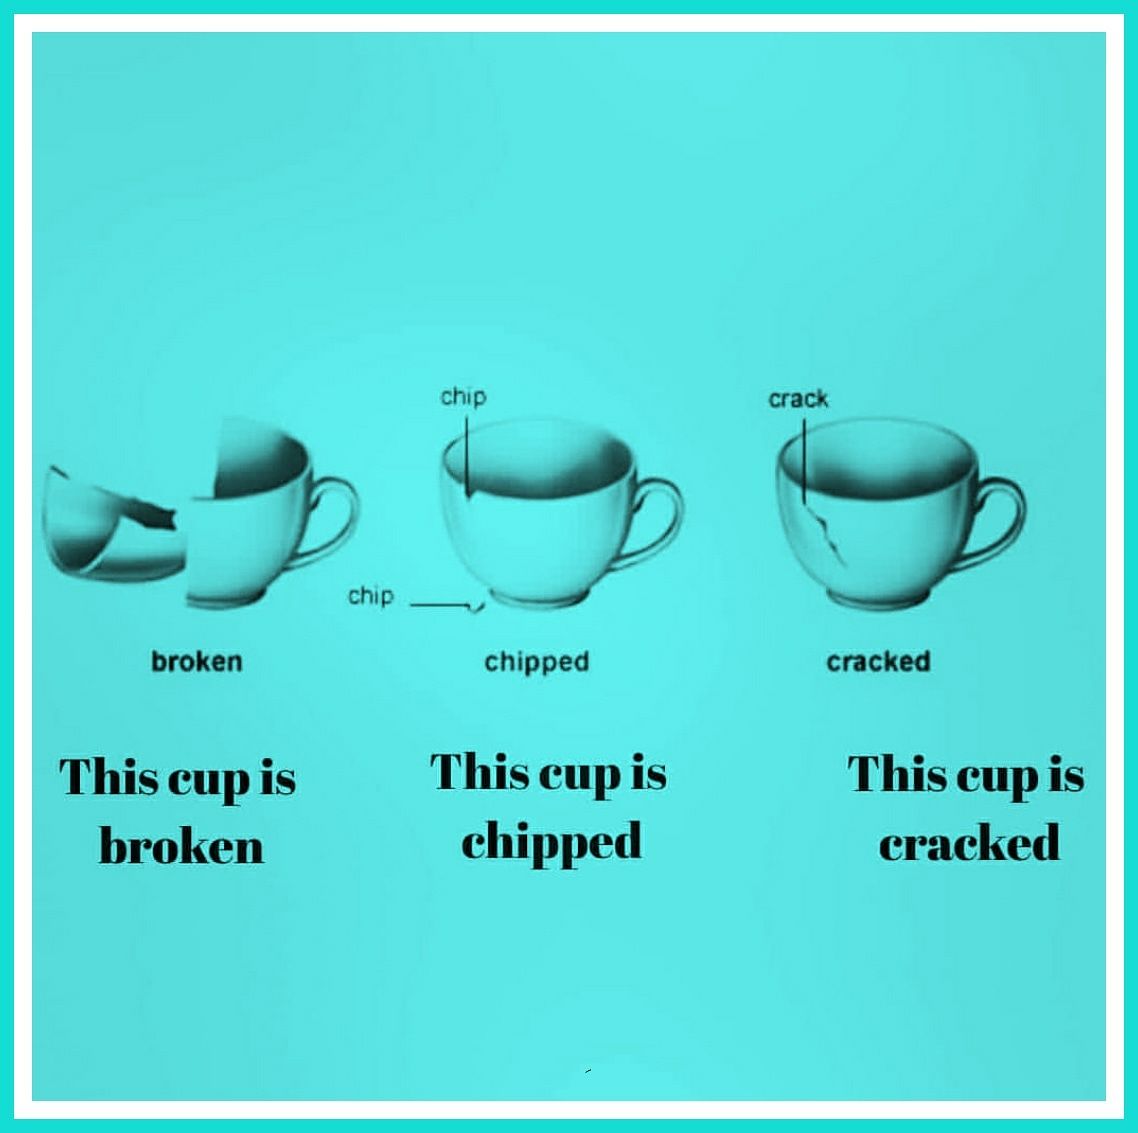 chip
crack
chip
broken
chipped
cracked
This cup is
broken
This cup is
chipped
This cup is
cracked